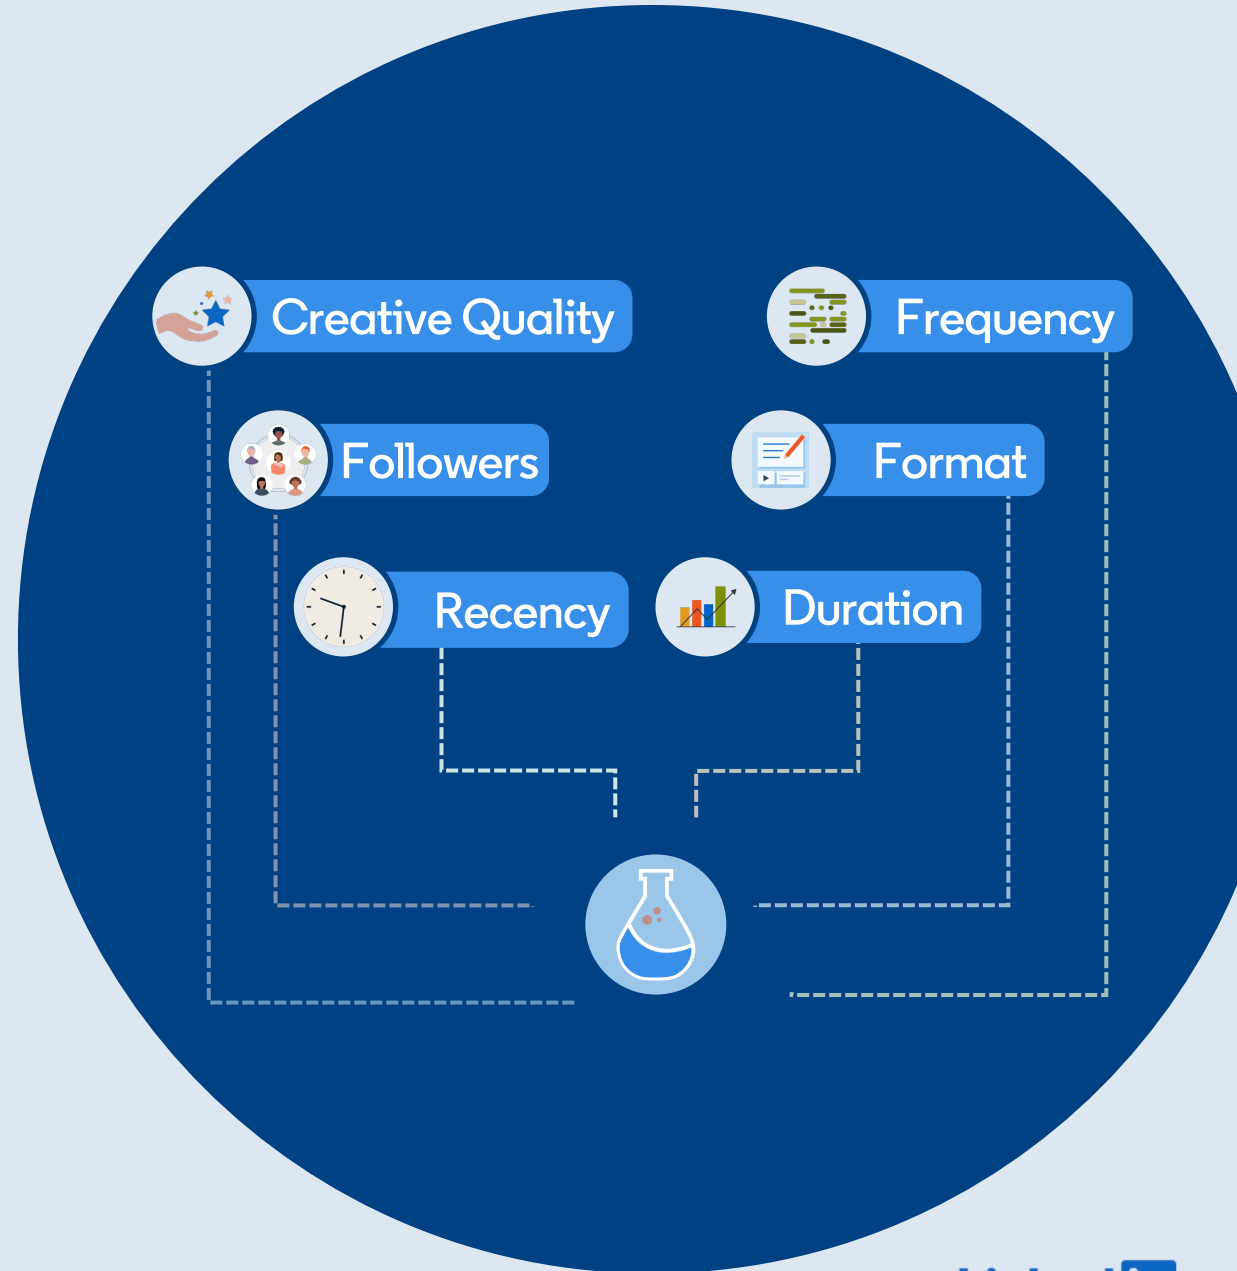 Creative Quality
Frequency
Followers
Format
Recency
Duration